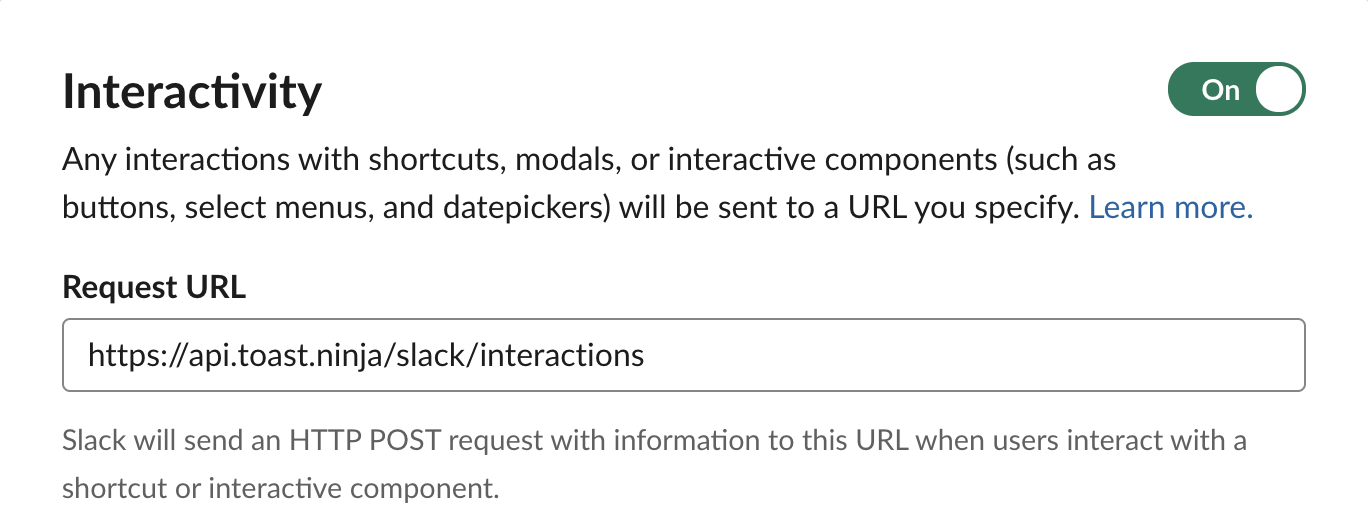 Interactivity
On
Any interactions with shortcuts, modals, or interactive components (such as
buttons, select menus, and datepickers) will be sent to a URL you specify. Learn more.
Request URL
https://api.toast.ninja/slack/interactions
Slack will send an HTTP POST request with information to this URL when users interact with a
shortcut or interactive component.